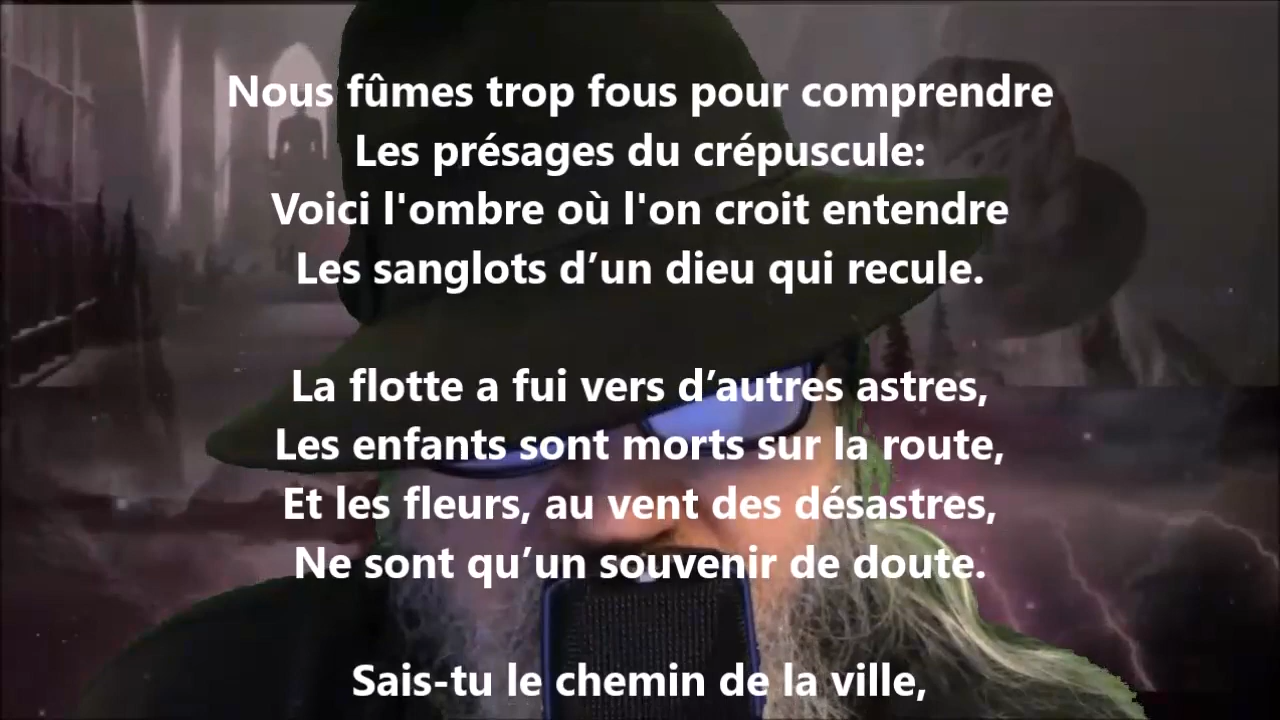 Nous fûmes trop fous pour comprendre
Les présages du crépuscule:
Voici l'ombre où l'on croit entendre
Les sanglots d’un dieu qui recule.
La flotte a fui vers d’autres astres,
Les enfants sont morts sur la route,
Et les fleurs, au vent des désastres,
Ne sont qu’un souvenir de doute.
Sais-tu le chemin de la ville,